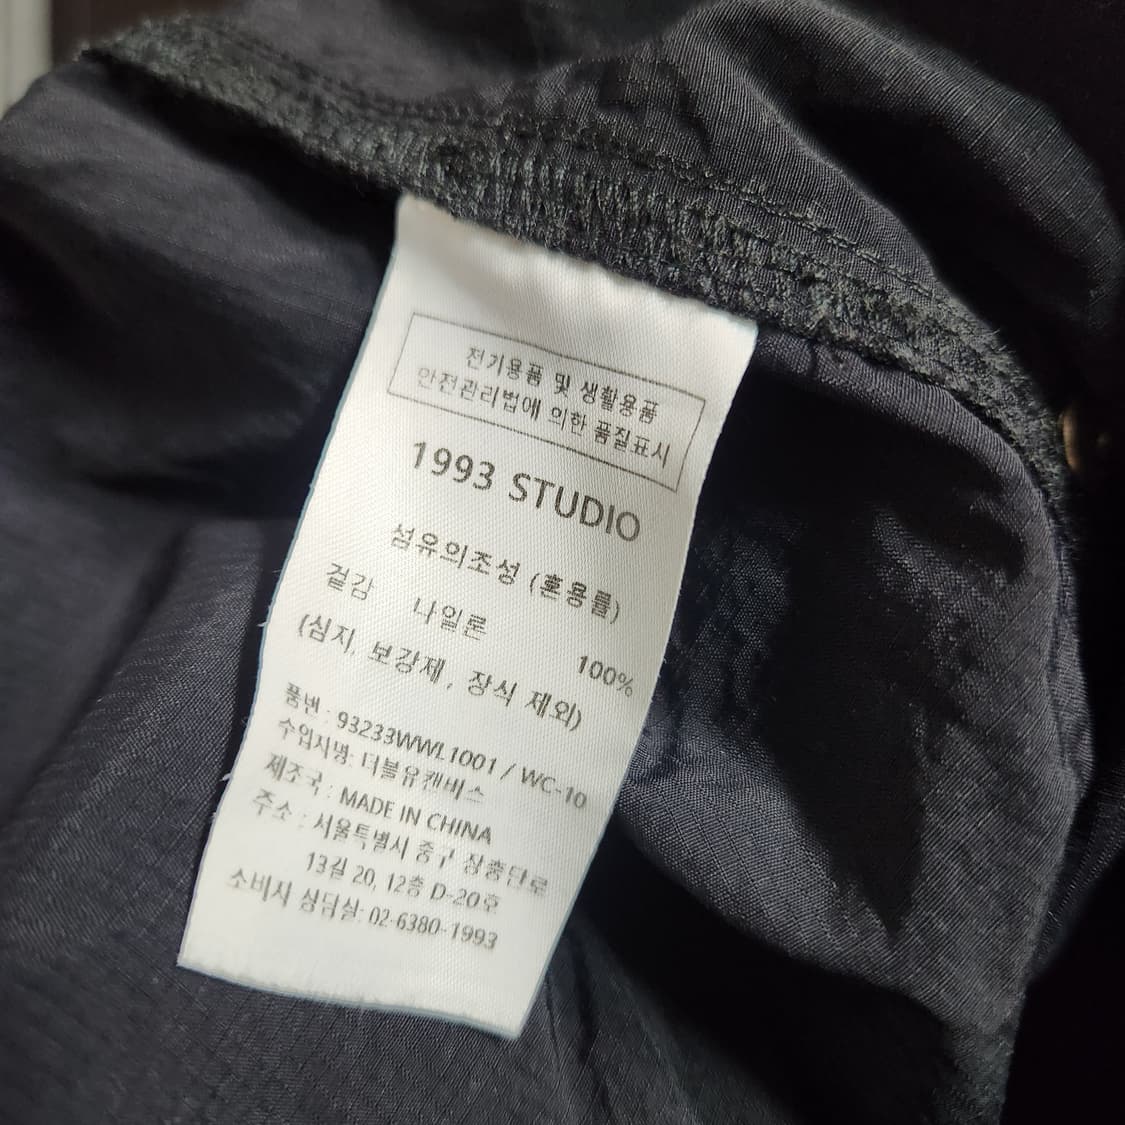 전기용품 및 생활용품
안전관리법에 의한 품질표시
1993 STUDIO
섬유의조성 (혼용률)
겉감 나일론 100%
(심지, 보강제, 장식 제외)
품번 : 93233WWL1001 / WC-10
수입자명: 더블유캔버스
제조국 : MADE IN CHINA
주소 : 서울특별시 중구 장충단로
13길 20, 12층 D-20호
소비자 상담실: 02-6380-1993